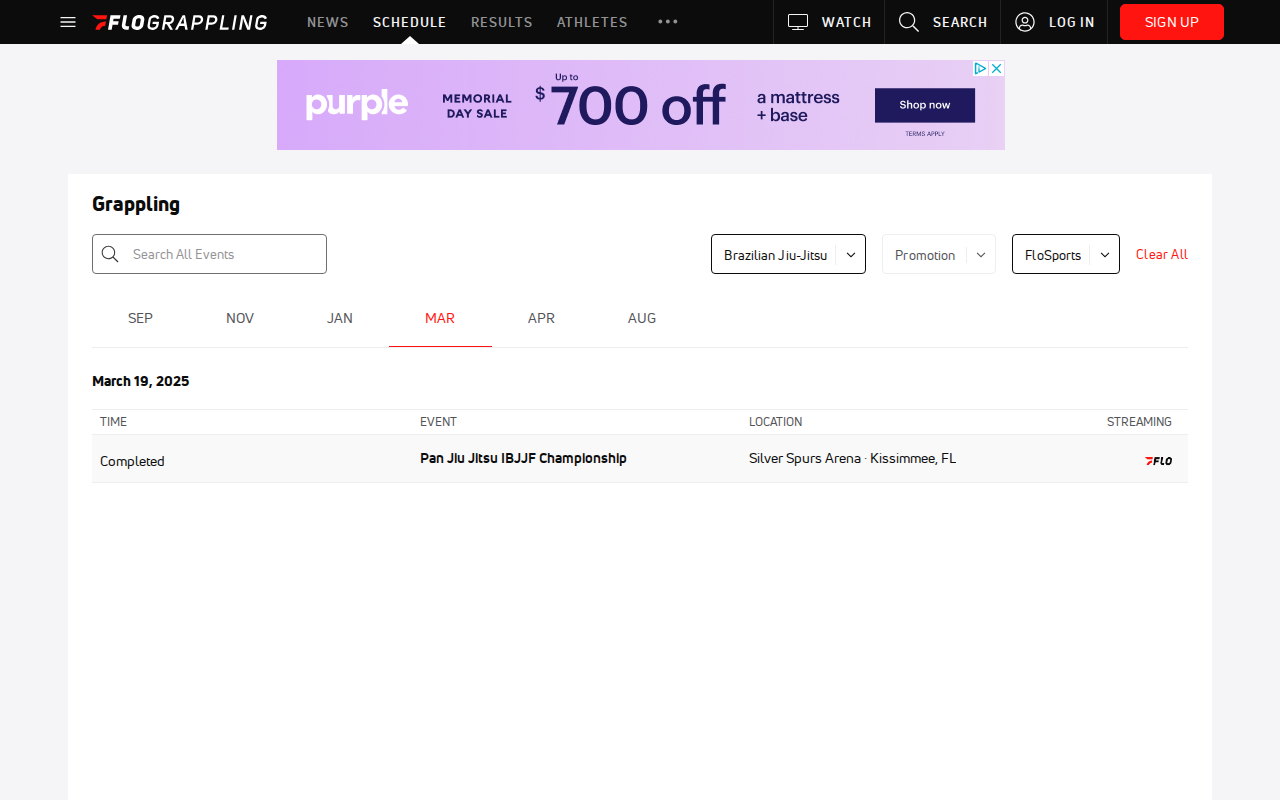 FLOGRAPPLING NEWS SCHEDULE RESULTS ATHLETES WATCH SEARCH LOG IN SIGN UP
purple MEMORIAL DAY SALE Up to $700 off a mattress + base Shop now TERMS APPLY
Grappling
Search All Events Brazilian Jiu-Jitsu Promotion FloSports Clear All
SEP NOV JAN MAR APR AUG
March 19, 2025
TIME EVENT LOCATION STREAMING
Completed Pan Jiu Jitsu IBJJF Championship Silver Spurs Arena · Kissimmee, FL FLO